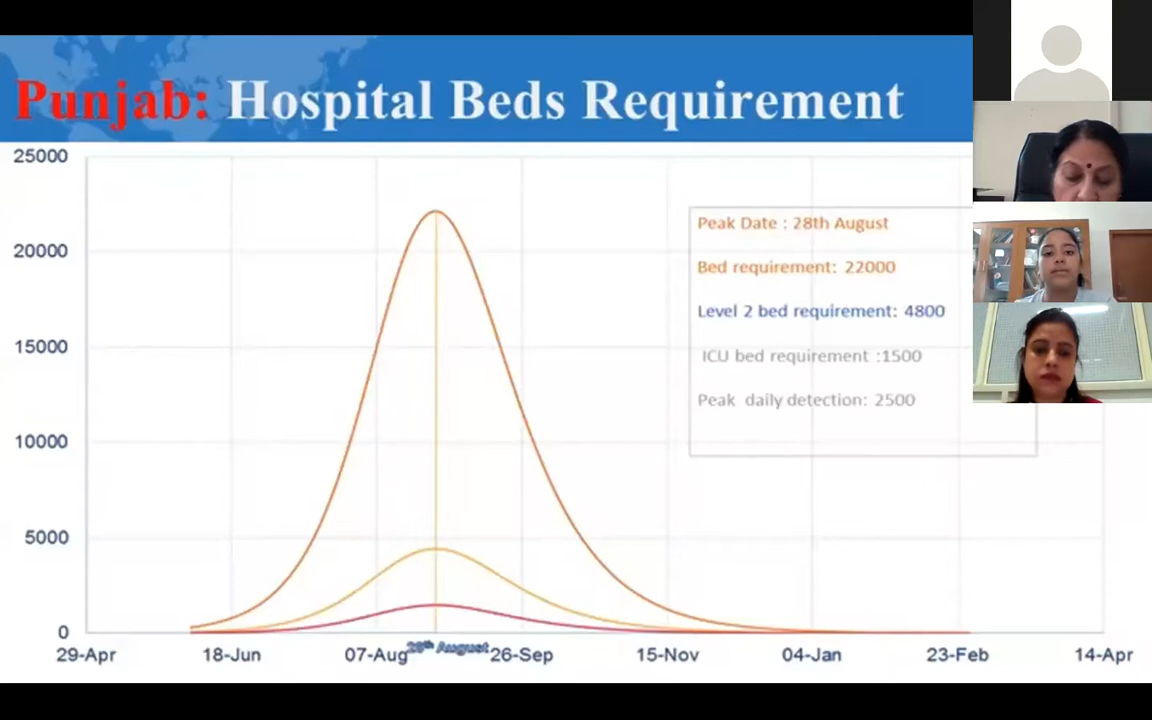 Punjab: Hospital Beds Requirement
25000
20000
15000
10000
5000
0
Peak Date : 28th August
Bed requirement: 22000
Level 2 bed requirement: 4800
ICU bed requirement :1500
Peak daily detection: 2500
28th August
29-Apr 18-Jun 07-Aug 26-Sep 15-Nov 04-Jan 23-Feb 14-Apr